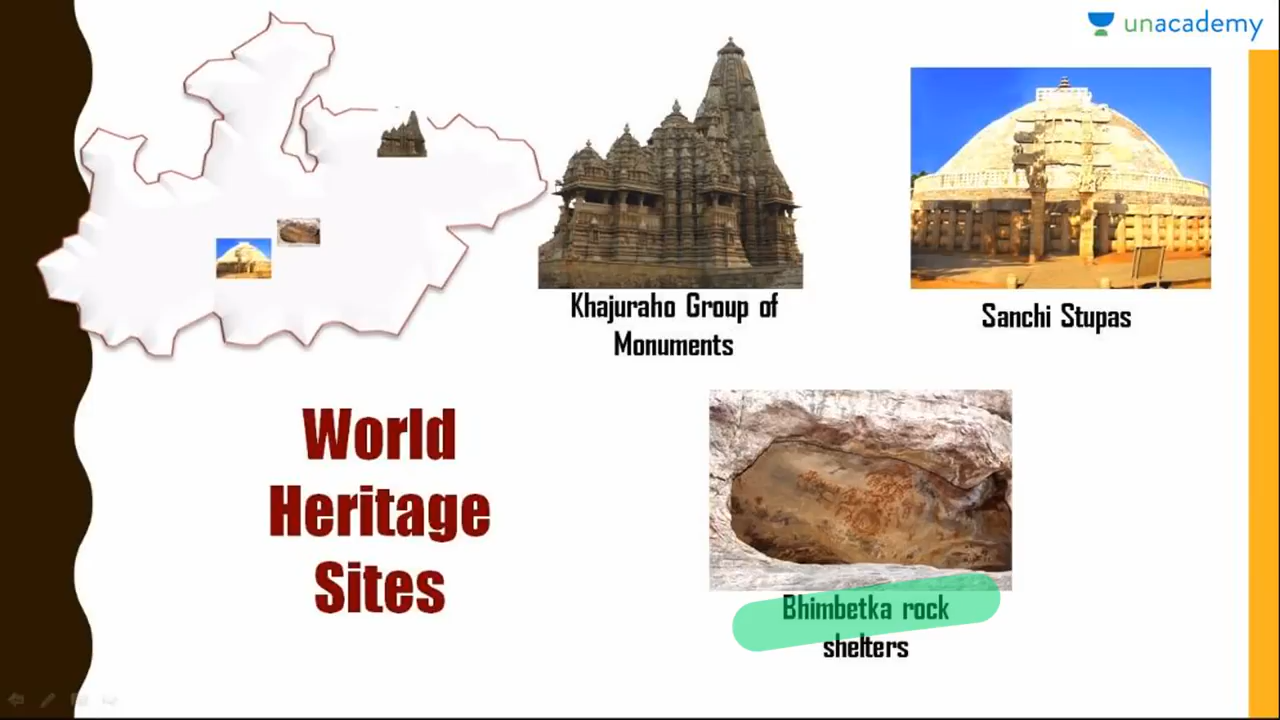 unacademy
Khajuraho Group of
Monuments
Sanchi Stupas
World
Heritage
Sites
Bhimbetka rock
shelters